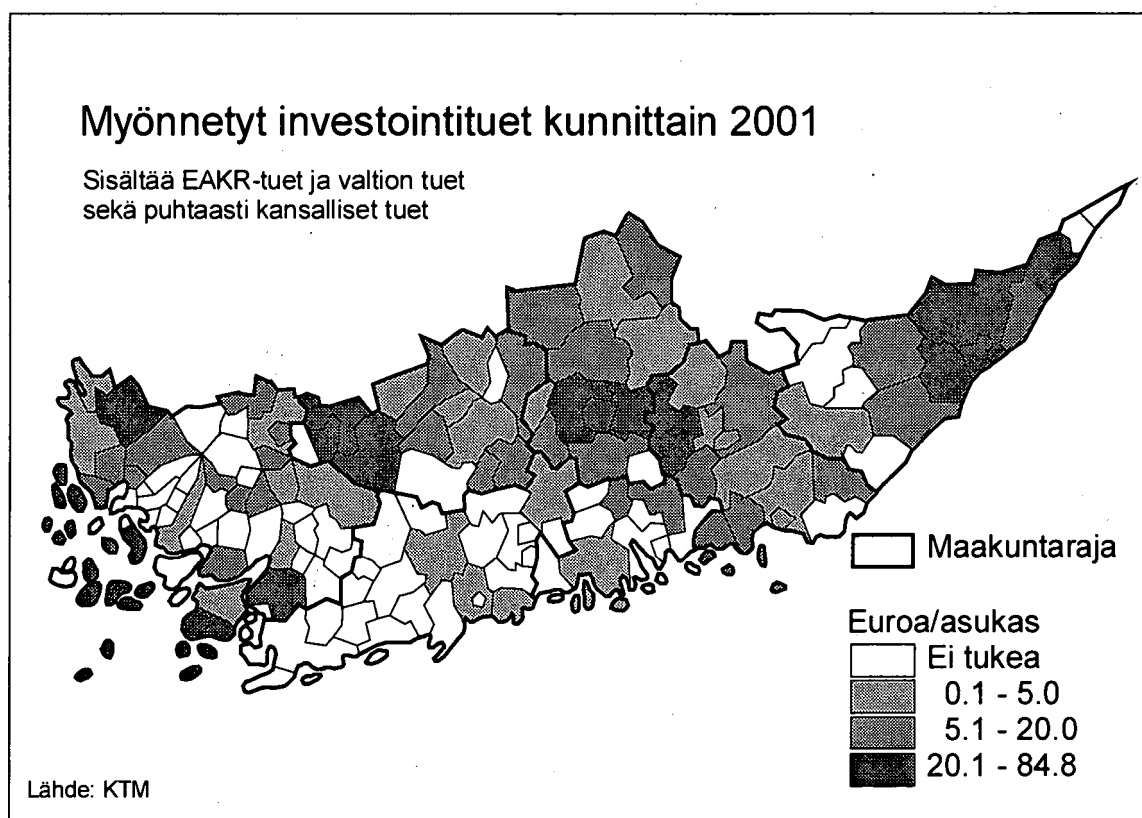 Myönnetyt investointituet kunnittain 2001
Sisältää EAKR-tuet ja valtion tuet
sekä puhtaasti kansalliset tuet
Maakuntaraja
Euroa/asukas
Ei tukea
0.1 - 5.0
5.1 - 20.0
20.1 - 84.8
Lähde: KTM